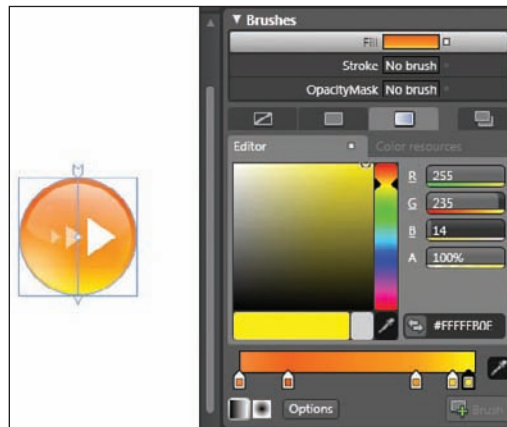 Brushes
Fill
Stroke No brush
OpacityMask No brush
Editor Color resources
R 255
G 235
B 14
A 100%
#FFFFEB0E
Options Brush